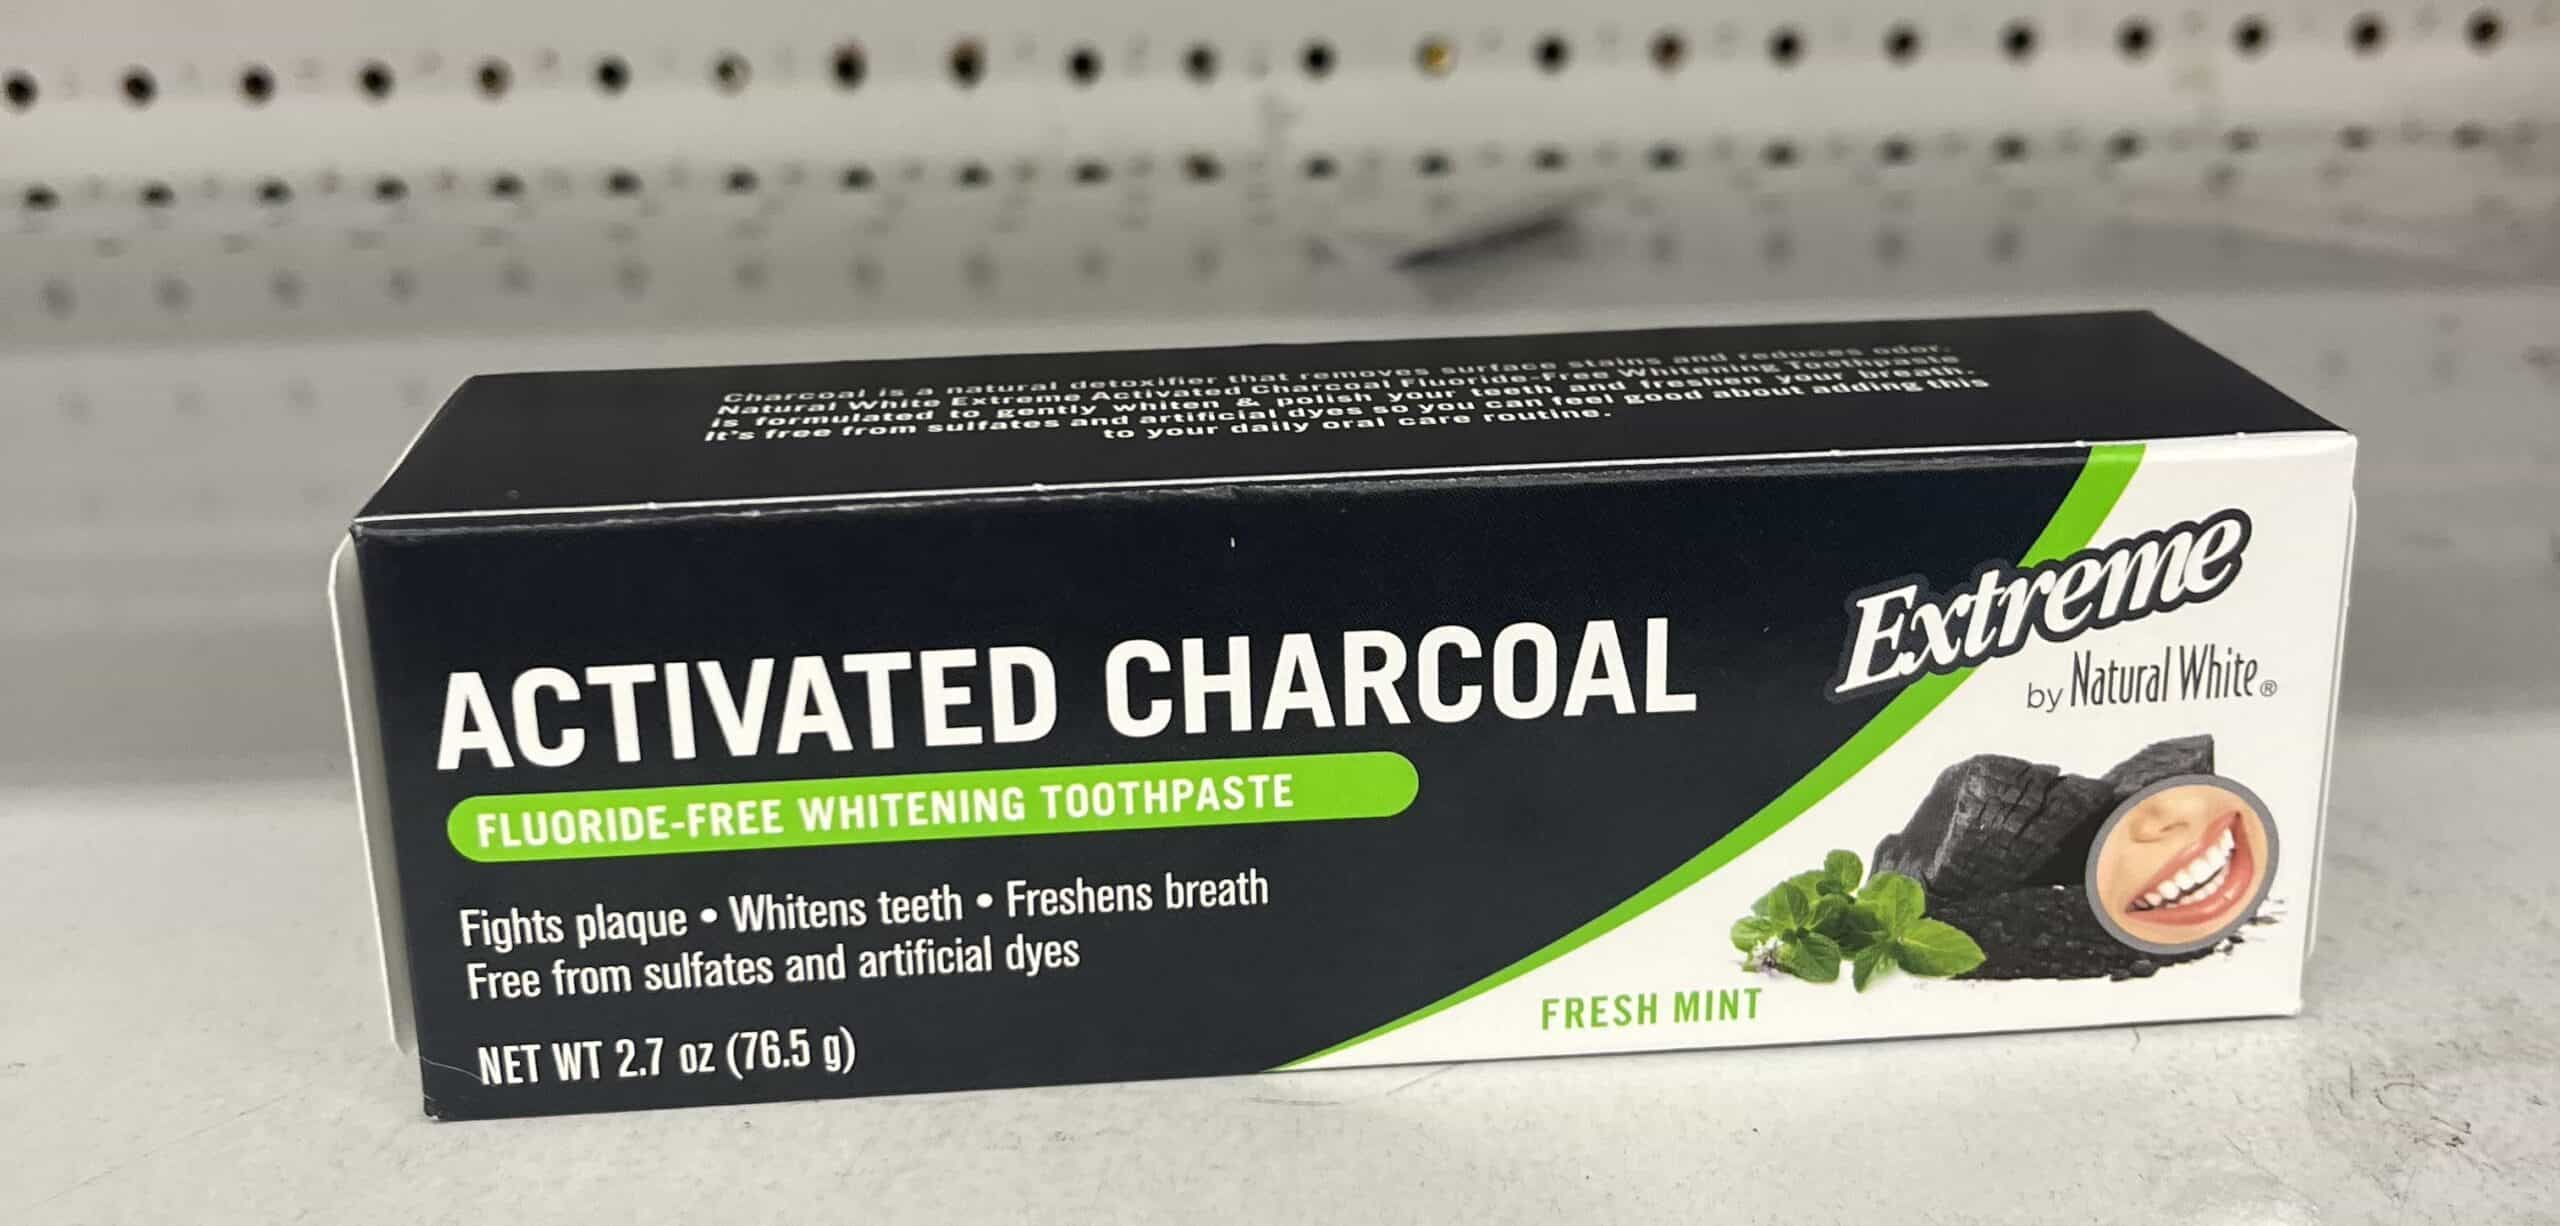 Charcoal is a natural detoxifier that removes surface stains and reduces odor.
Natural White Extreme Activated Charcoal Fluoride-Free Whitening Toothpaste
is formulated to gently whiten & polish your teeth and freshen your breath.
It's free from sulfates and artificial dyes so you can feel good about adding this
to your daily oral care routine.
Extreme
by Natural White®
ACTIVATED CHARCOAL
FLUORIDE-FREE WHITENING TOOTHPASTE
Fights plaque • Whitens teeth • Freshens breath
Free from sulfates and artificial dyes
NET WT 2.7 oz (76.5 g)
FRESH MINT